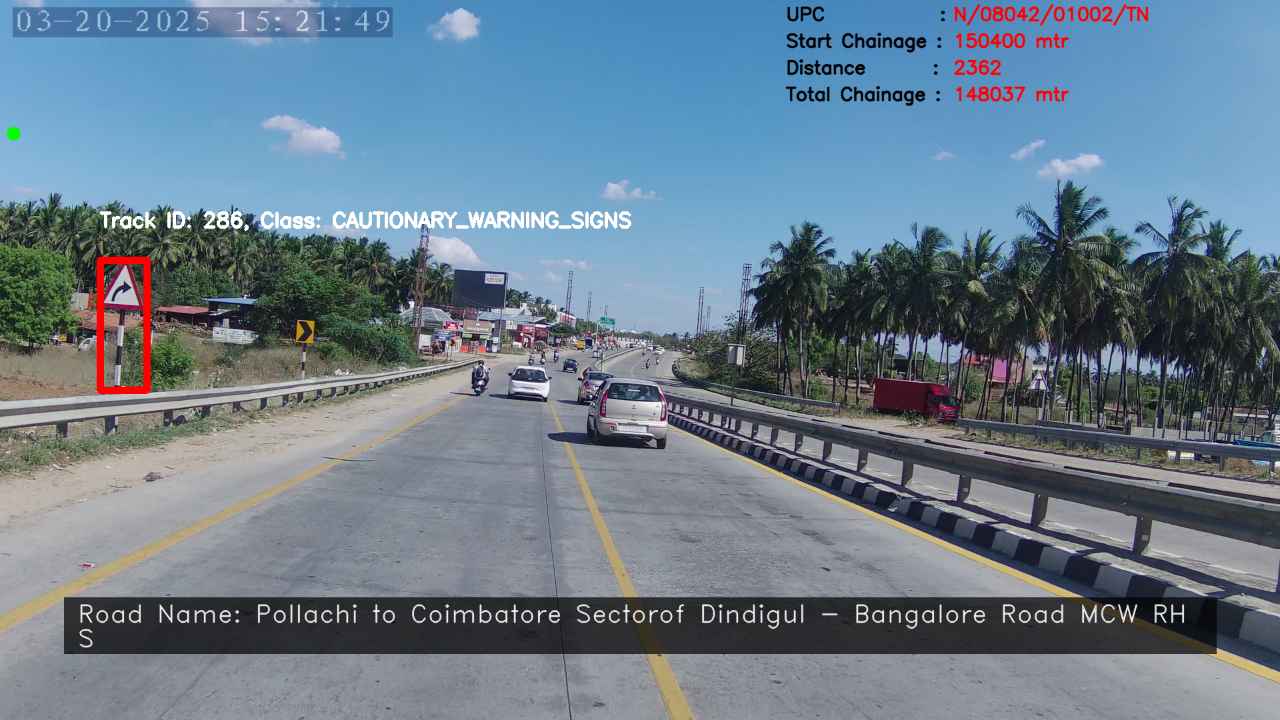 03-20-2025 15:21:49
UPC : N/08042/01002/TN
Start Chainage : 150400 mtr
Distance : 2362
Total Chainage : 148037 mtr
Track ID: 286, Class: CAUTIONARY_WARNING_SIGNS
Road Name: Pollachi to Coimbatore Sectorof Dindigul - Bangalore Road MCW RH
S